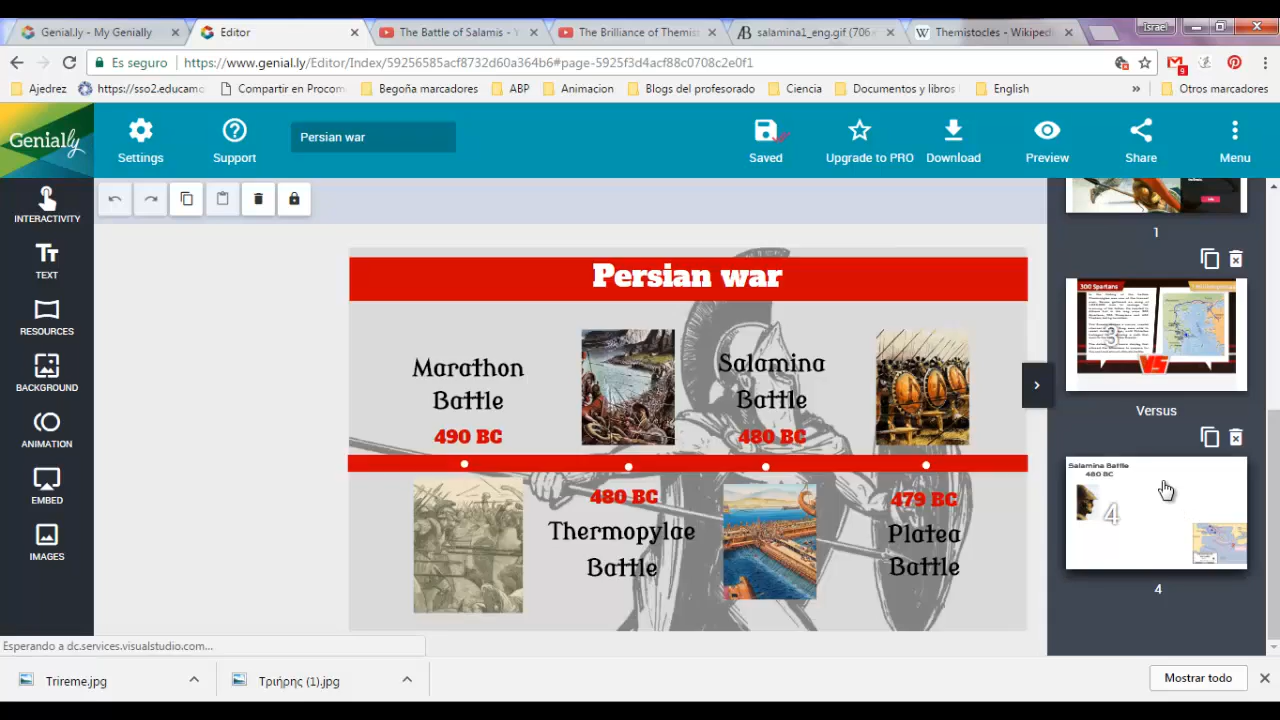 Genial.ly - My Genially
Editor
The Battle of Salamis - Y
The Brilliance of Themist
salamina1_eng.gif (706×
Themistocles - Wikiped
Israel
Es seguro
https://www.genial.ly/Editor/Index/59256585acf8732d60a364b6#page-5925f3d4acf88c0708c2e0f1
9
Ajedrez
https://sso2.educamo
Compartir en Procom
Begoña marcadores
ABP
Animacion
Blogs del profesorado
Ciencia
Documentos y libros
English
»
Otros marcadores
Genially
Settings
Support
Persian war
Saved
Upgrade to PRO
Download
Preview
Share
Menu
INTERACTIVITY
TEXT
RESOURCES
BACKGROUND
ANIMATION
EMBED
IMAGES
Persian war
Marathon
Battle
490 BC
Salamina
Battle
480 BC
480 BC
Thermopylae
Battle
479 BC
Platea
Battle
1
300 Spartans
3
VS
Versus
Salamina Battle
480 BC
4
4
Esperando a dc.services.visualstudio.com...
Trireme.jpg
Τριήρης (1).jpg
Mostrar todo